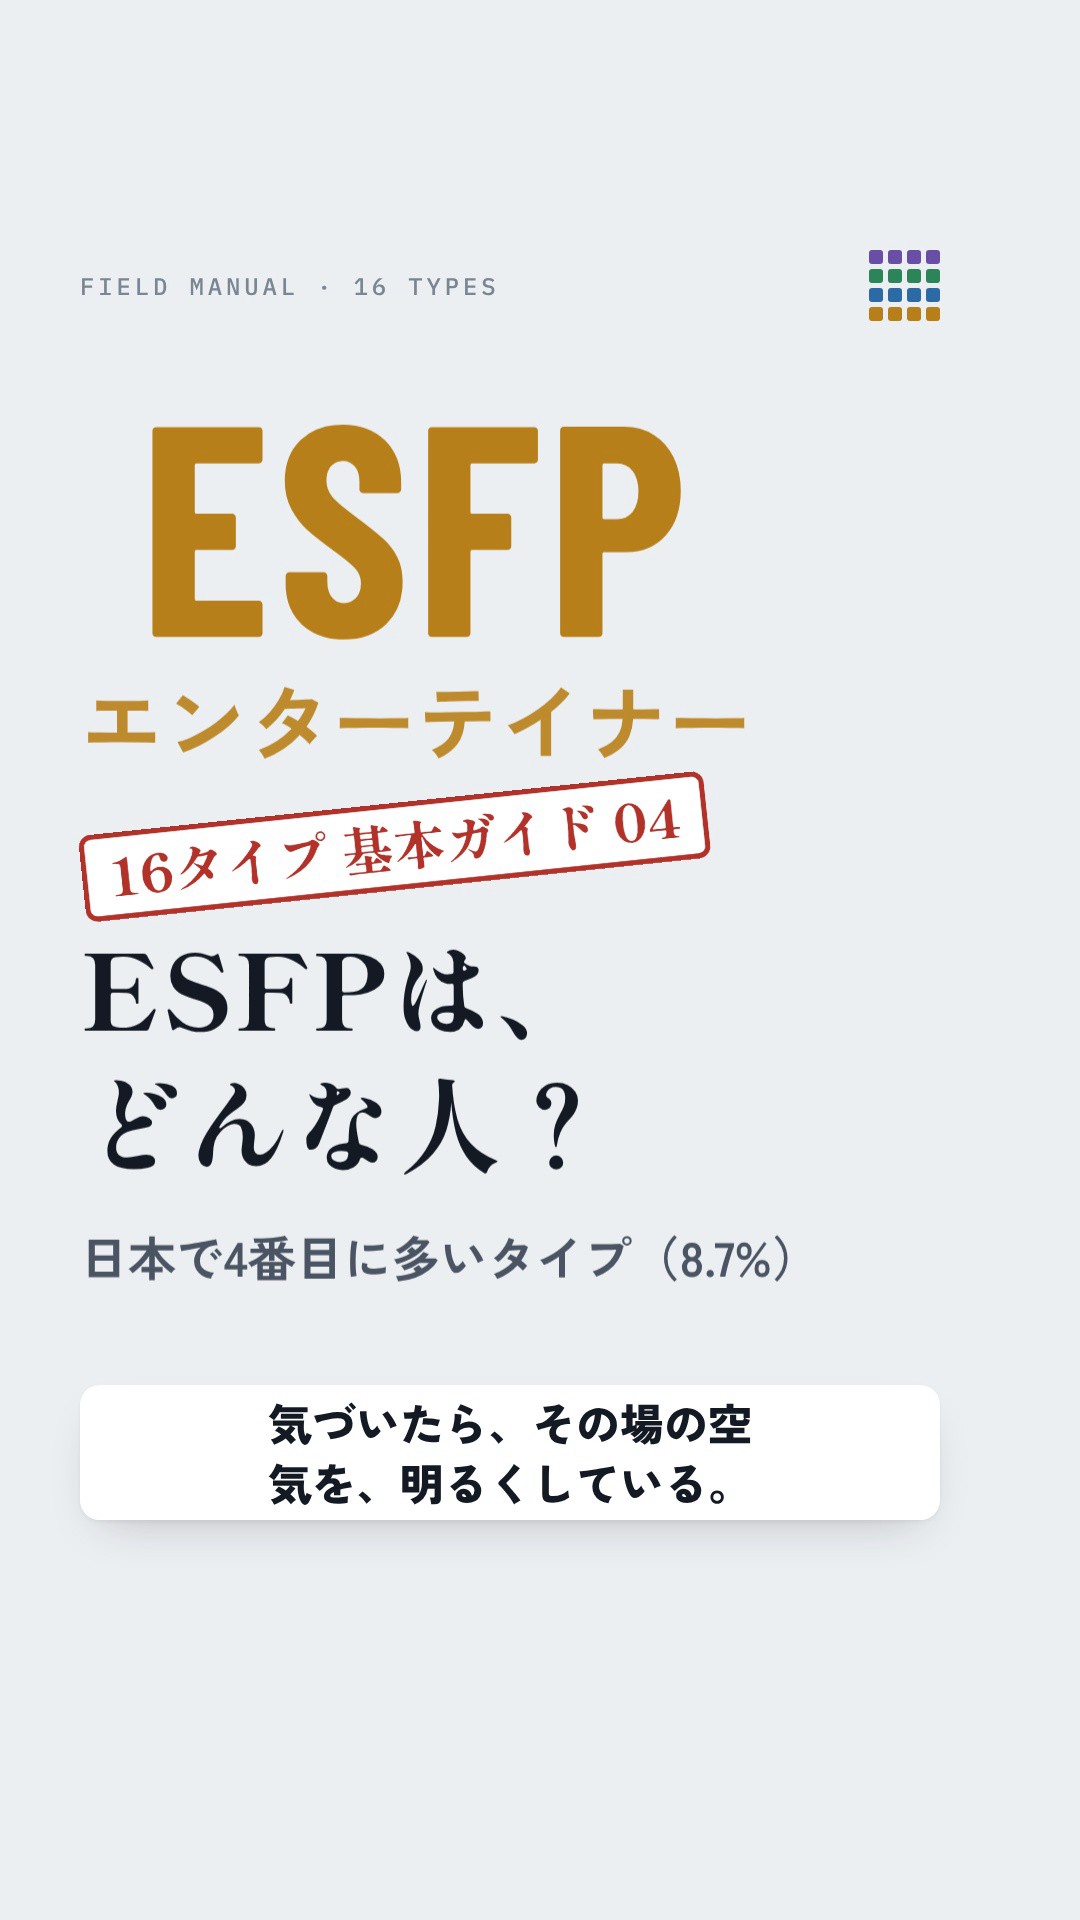 FIELD MANUAL · 16 TYPES
ESFP
エンターテイナー
16タイプ 基本ガイド 04
ESFPは、
どんな人？
日本で4番目に多いタイプ（8.7%）
気づいたら、その場の空
気を、明るくしている。